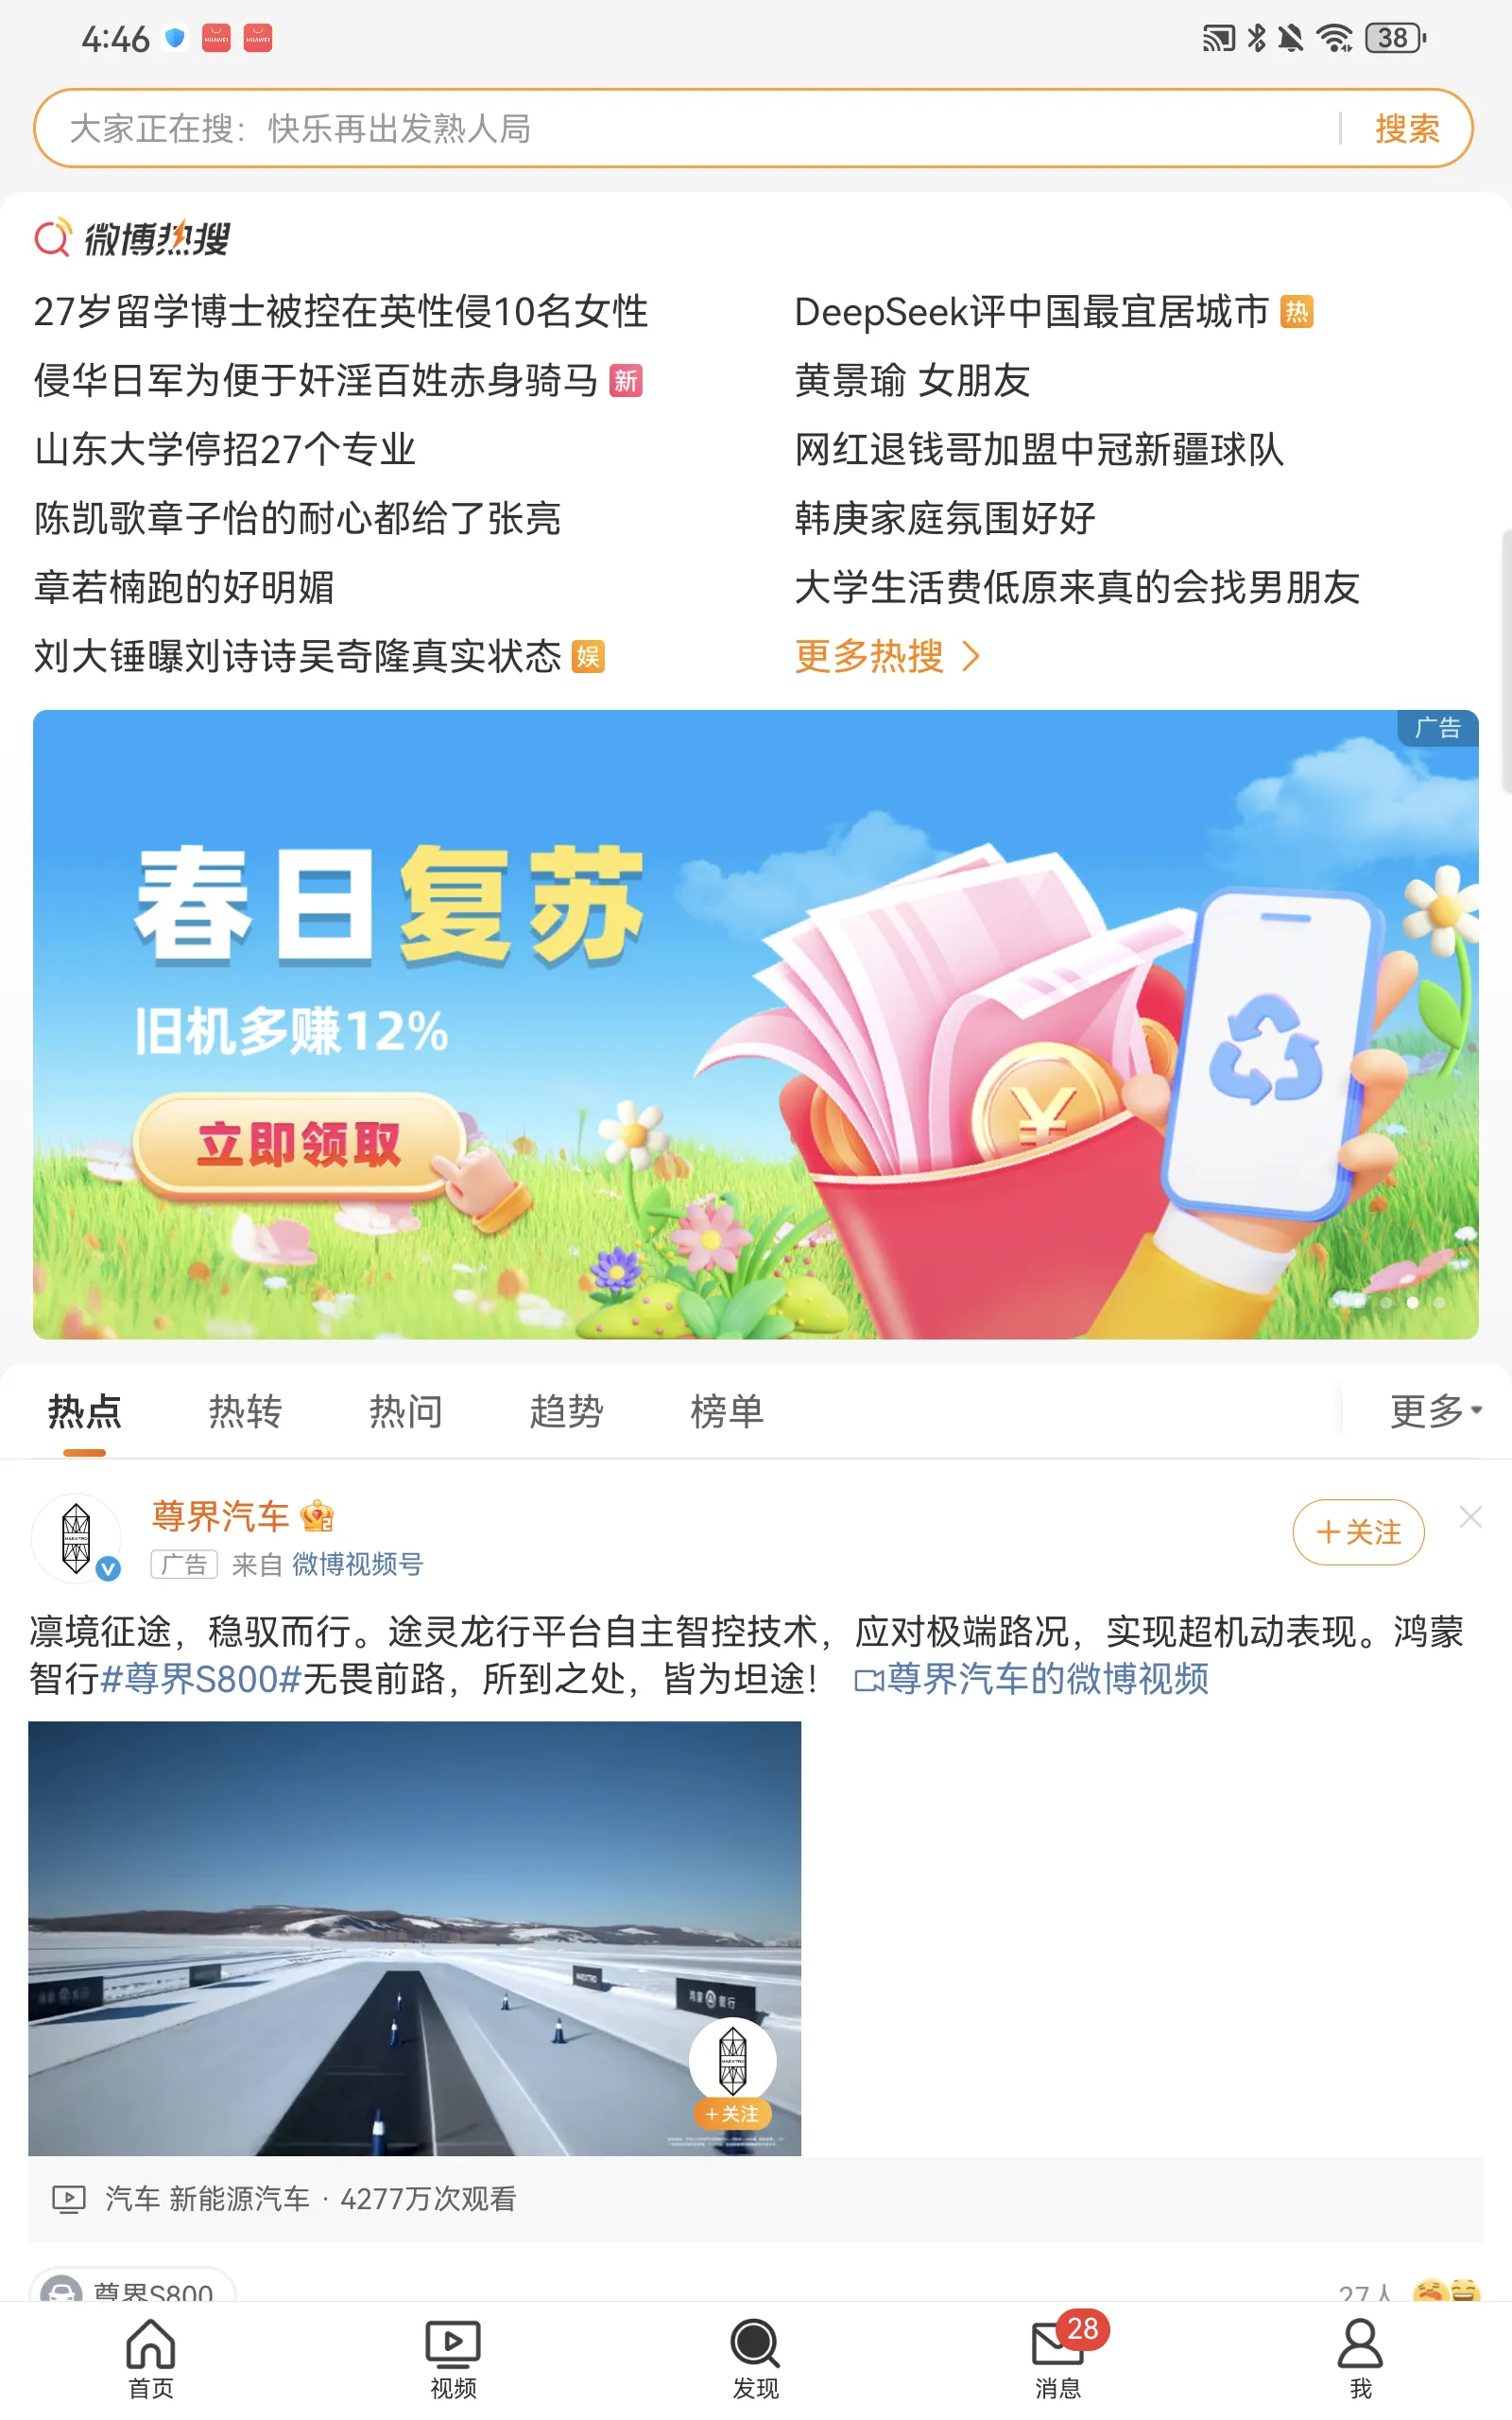 4:46
HUAWEI
HUAWEI
38
大家正在搜：快乐再出发熟人局
搜索
微博热搜
27岁留学博士被控在英性侵10名女性
DeepSeek评中国最宜居城市 热
侵华日军为便于奸淫百姓赤身骑马 新
黄景瑜 女朋友
山东大学停招27个专业
网红退钱哥加盟中冠新疆球队
陈凯歌章子怡的耐心都给了张亮
韩庚家庭氛围好好
章若楠跑的好明媚
大学生活费低原来真的会找男朋友
刘大锤曝刘诗诗吴奇隆真实状态 娱
更多热搜
广告
春日复苏
旧机多赚12%
立即领取
¥
热点
热转
热问
趋势
榜单
更多
MAEXTRO
尊界汽车
广告 来自 微博视频号
+关注
凛境征途，稳驭而行。途灵龙行平台自主智控技术，应对极端路况，实现超机动表现。鸿蒙
智行#尊界S800#无畏前路，所到之处，皆为坦途！ 尊界汽车的微博视频
MAEXTRO
鸿蒙智行
MAEXTRO
+关注
汽车 新能源汽车 · 4277万次观看
尊界S800
27人
首页
视频
发现
28
消息
我